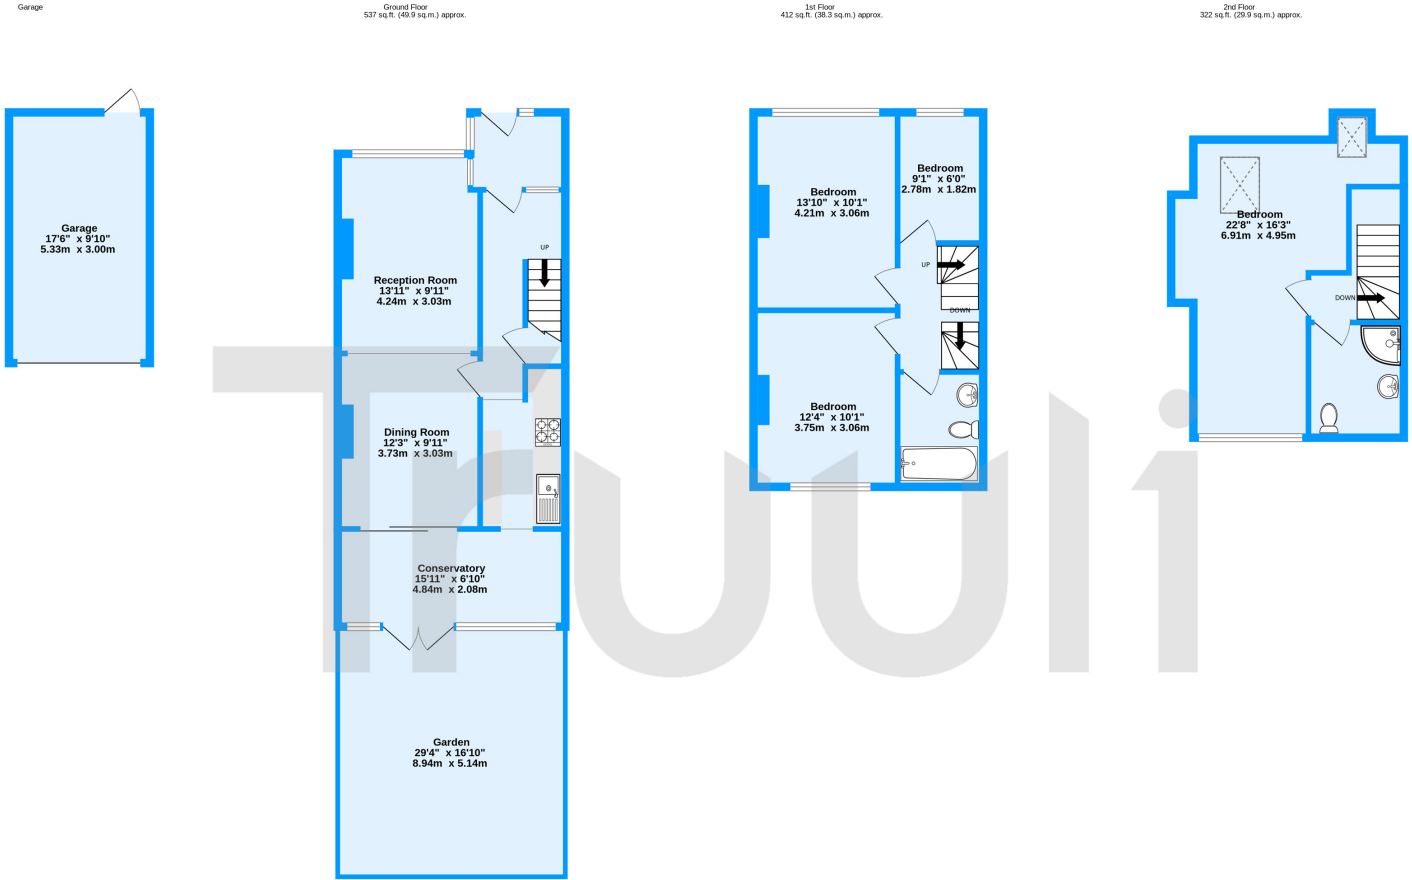 Garage
Ground Floor
537 sq.ft. (49.9 sq.m.) approx.
1st Floor
412 sq.ft. (38.3 sq.m.) approx.
2nd Floor
322 sq.ft. (29.9 sq.m.) approx.
Garage
17'6" x 9'10"
5.33m x 3.00m
UP
Reception Room
13'11" x 9'11"
4.24m x 3.03m
Dining Room
12'3" x 9'11"
3.73m x 3.03m
Conservatory
15'11" x 6'10"
4.84m x 2.08m
Garden
29'4" x 16'10"
8.94m x 5.14m
Bedroom
13'10" x 10'1"
4.21m x 3.06m
Bedroom
9'1" x 6'0"
2.78m x 1.82m
UP
DOWN
Bedroom
12'4" x 10'1"
3.75m x 3.06m
Bedroom
22'8" x 16'3"
6.91m x 4.95m
DOWN
Truuli